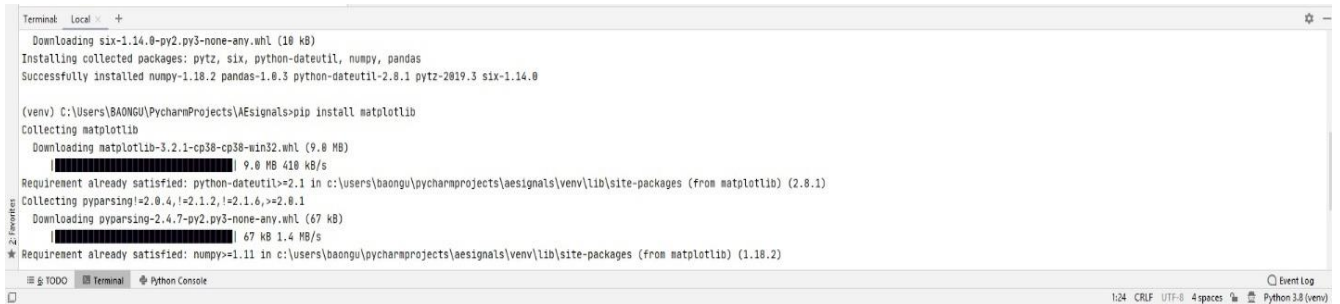 Terminal: Local × +
Downloading six-1.14.0-py2.py3-none-any.whl (10 kB)
Installing collected packages: pytz, six, python-dateutil, numpy, pandas
Successfully installed numpy-1.18.2 pandas-1.0.3 python-dateutil-2.8.1 pytz-2019.3 six-1.14.0
(venv) C:\Users\BAONGU\PycharmProjects\AEsignals>pip install matplotlib
Collecting matplotlib
Downloading matplotlib-3.2.1-cp38-cp38-win32.whl (9.0 MB)
|████████████████████████████████| 9.0 MB 410 kB/s
Requirement already satisfied: python-dateutil>=2.1 in c:\users\baongu\pycharmprojects\aesignals\venv\lib\site-packages (from matplotlib) (2.8.1)
Collecting pyparsing!=2.0.4,!=2.1.2,!=2.1.6,>=2.0.1
Downloading pyparsing-2.4.7-py2.py3-none-any.whl (67 kB)
|████████████████████████████████| 67 kB 1.4 MB/s
Requirement already satisfied: numpy>=1.11 in c:\users\baongu\pycharmprojects\aesignals\venv\lib\site-packages (from matplotlib) (1.18.2)
2: Favorites
6: TODO Terminal Python Console Event Log
1:24 CRLF UTF-8 4 spaces Python 3.8 (venv)